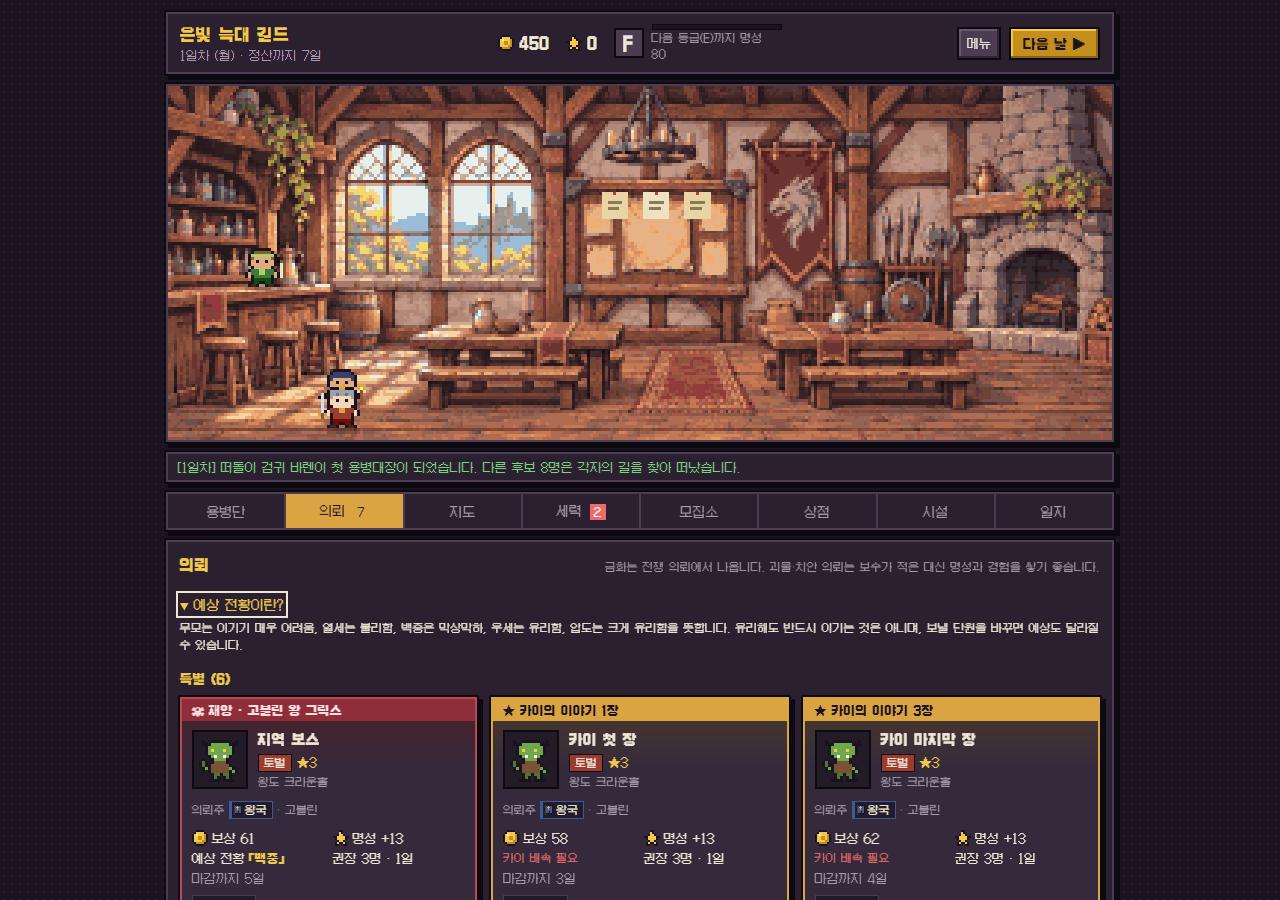 은빛 늑대 길드
1일차 (월) · 정산까지 7일
450
0
F
다음 등급(E)까지 명성
80
메뉴
다음 날 ▶
[1일차] 떠돌이 검귀 바렌이 첫 용병대장이 되었습니다. 다른 후보 8명은 각자의 길을 찾아 떠났습니다.
용병단
의뢰 7
지도
세력 2
모집소
상점
시설
일지
의뢰
금화는 전쟁 의뢰에서 나옵니다. 괴물·치안 의뢰는 보수가 적은 대신 명성과 경험을 쌓기 좋습니다.
▼ 예상 전황이란?
무모는 이기기 매우 어려움, 열세는 불리함, 백중은 막상막하, 우세는 유리함, 압도는 크게 유리함을 뜻합니다. 유리해도 반드시 이기는 것은 아니며, 보낼 단원을 바꾸면 예상도 달라질
수 있습니다.
특별 (6)
재앙 · 고블린 왕 그릭스
지역 보스
토벌 ★3
왕도 크라운홀
의뢰주 왕국 · 고블린
보상 61
명성 +13
예상 전황 『백중』
권장 3명 · 1일
마감까지 5일
★ 카이의 이야기 1장
카이 첫 장
토벌 ★3
왕도 크라운홀
의뢰주 왕국 · 고블린
보상 58
명성 +13
카이 배속 필요
권장 3명 · 1일
마감까지 3일
★ 카이의 이야기 3장
카이 마지막 장
토벌 ★3
왕도 크라운홀
의뢰주 왕국 · 고블린
보상 62
명성 +13
카이 배속 필요
권장 3명 · 1일
마감까지 4일